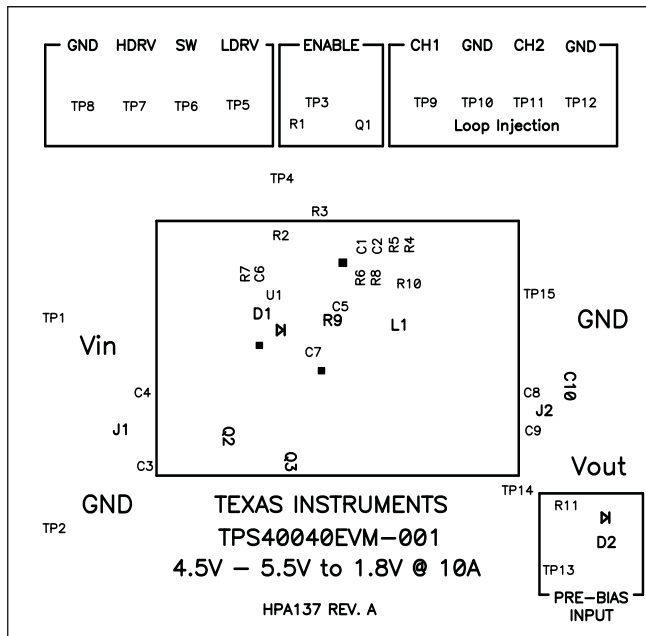 GND HDRV SW LDRV ENABLE CH1 GND CH2 GND
TP8 TP7 TP6 TP5 TP3 TP9 TP10 TP11 TP12
R1 Q1 Loop Injection
TP4
R3
R2
C1 C2 R5 R4
R7 C6 R6 R8 R10
U1 TP15
D1 C5
R9 L1
TP1 GND
Vin
C7
C4 C8 C10
J2
J1 Q2 C9
Q3
C3 Vout
TP14
GND TEXAS INSTRUMENTS R11
TP2 TPS40040EVM-001 D2
4.5V - 5.5V to 1.8V @ 10A TP13
PRE-BIAS
HPA137 REV. A INPUT